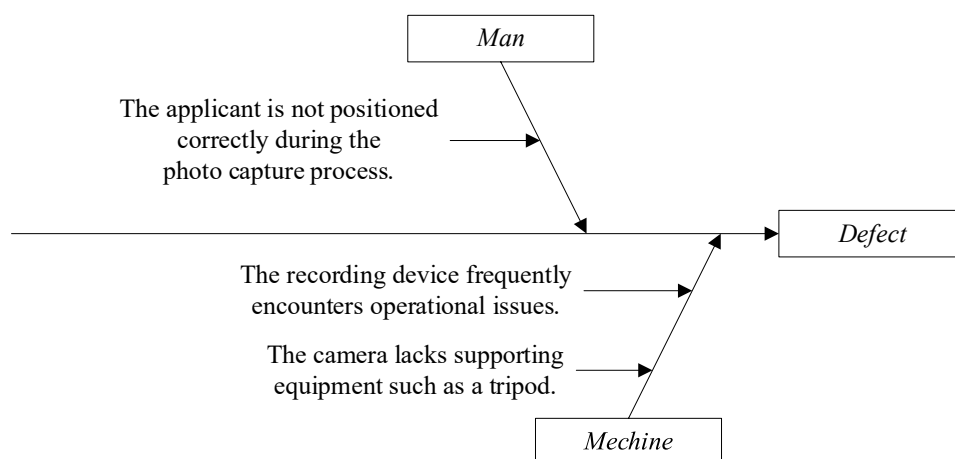 Man
The applicant is not positioned
correctly during the
photo capture process.
Defect
The recording device frequently
encounters operational issues.
The camera lacks supporting
equipment such as a tripod.
Mechine